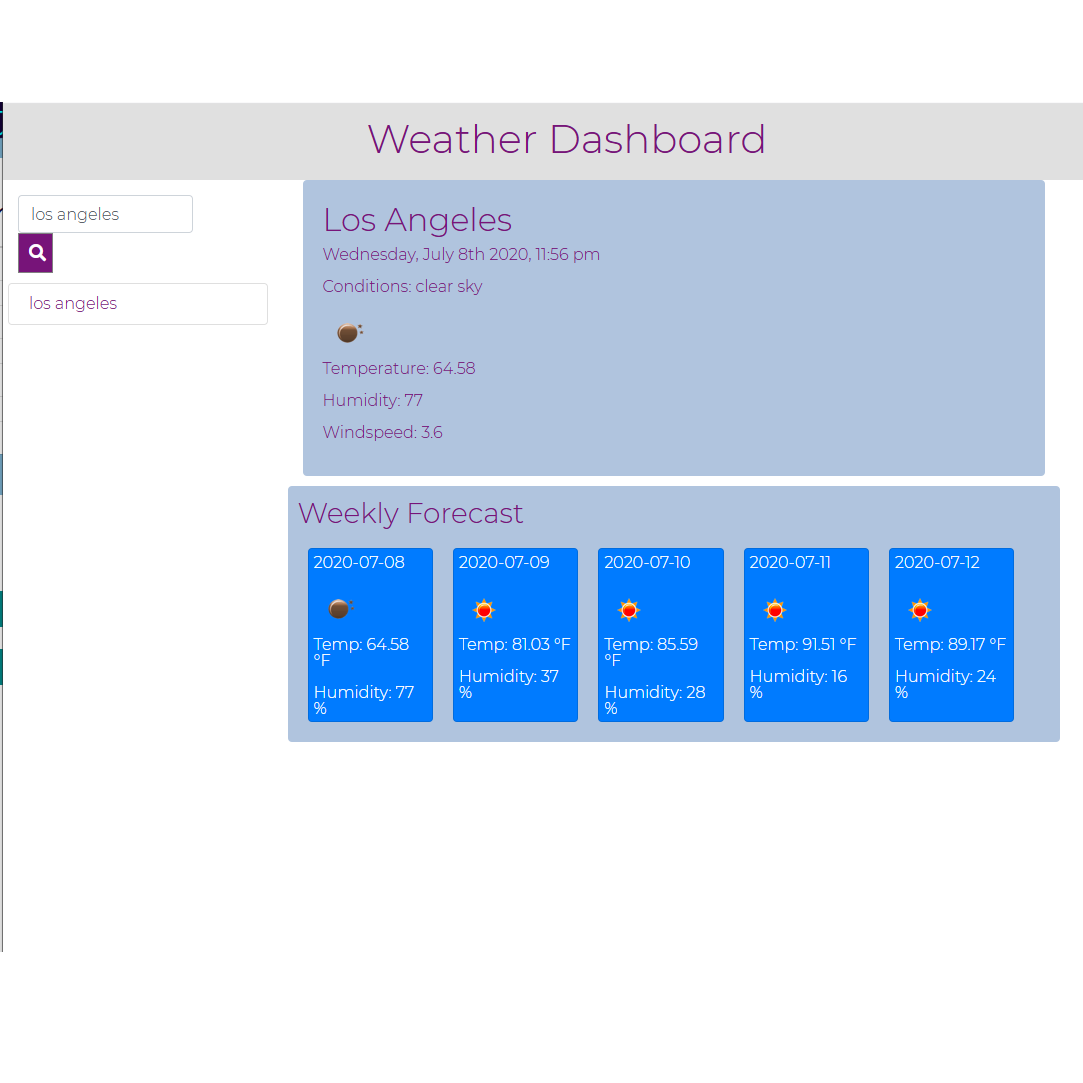 Weather Dashboard
los angeles
los angeles
Los Angeles
Wednesday, July 8th 2020, 11:56 pm
Conditions: clear sky
Temperature: 64.58
Humidity: 77
Windspeed: 3.6
Weekly Forecast
2020-07-08
Temp: 64.58
°F
Humidity: 77
%
2020-07-09
Temp: 81.03 °F
Humidity: 37
%
2020-07-10
Temp: 85.59
°F
Humidity: 28
%
2020-07-11
Temp: 91.51 °F
Humidity: 16
%
2020-07-12
Temp: 89.17 °F
Humidity: 24
%